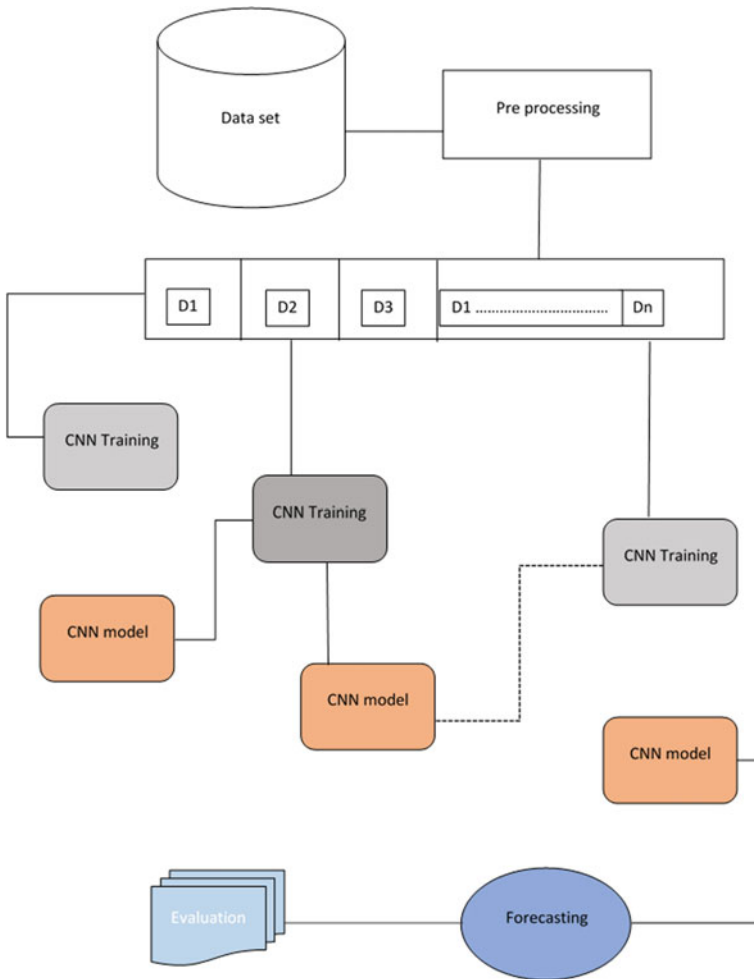 Data set
Pre processing
D1
D2
D3
D1 ................................
Dn
CNN Training
CNN Training
CNN Training
CNN model
CNN model
CNN model
Evaluation
Forecasting